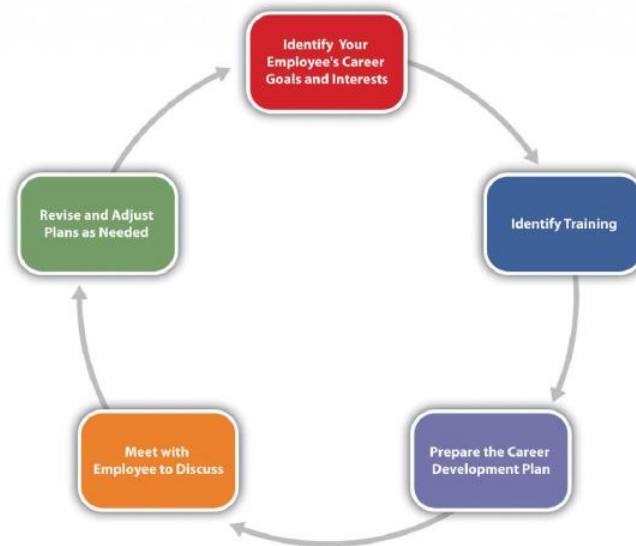 Identify Your
Employee's Career
Goals and Interests
Identify Training
Prepare the Career
Development Plan
Meet with
Employee to Discuss
Revise and Adjust
Plans as Needed